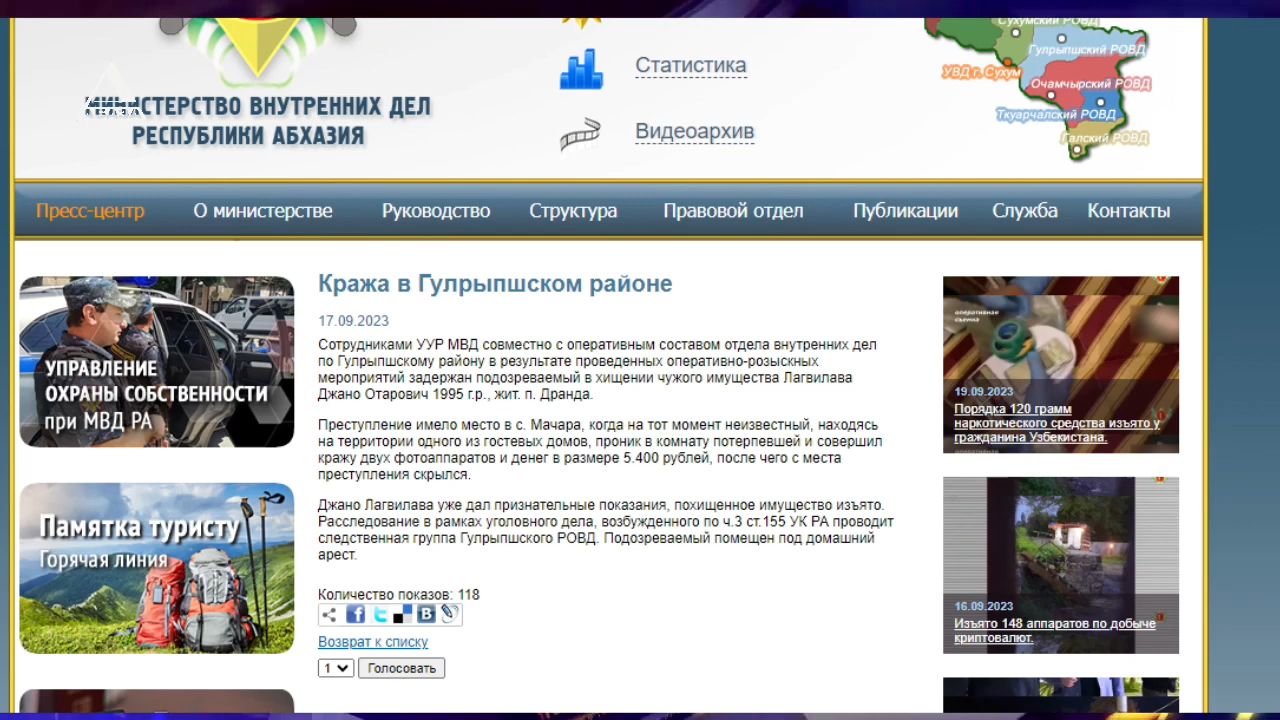 МИНИСТЕРСТВО ВНУТРЕННИХ ДЕЛ
РЕСПУБЛИКИ АБХАЗИЯ
Статистика
Видеоархив
Сухумский РОВД
Гулрыпшский РОВД
УВД г. Сухум
Очамчырский РОВД
Ткуарчалский РОВД
Галский РОВД
Пресс-центр О министерстве Руководство Структура Правовой отдел Публикации Служба Контакты
УПРАВЛЕНИЕ
ОХРАНЫ СОБСТВЕННОСТИ
при МВД РА
Памятка туристу
Горячая линия
Кража в Гулрыпшском районе
17.09.2023
Сотрудниками УУР МВД совместно с оперативным составом отдела внутренних дел
по Гулрыпшскому району в результате проведенных оперативно-розыскных
мероприятий задержан подозреваемый в хищении чужого имущества Лагвилава
Джано Отарович 1995 г.р., жит. п. Дранда.
Преступление имело место в с. Мачара, когда на тот момент неизвестный, находясь
на территории одного из гостевых домов, проник в комнату потерпевшей и совершил
кражу двух фотоаппаратов и денег в размере 5.400 рублей, после чего с места
преступления скрылся.
Джано Лагвилава уже дал признательные показания, похищенное имущество изъято.
Расследование в рамках уголовного дела, возбужденного по ч.3 ст.155 УК РА проводит
следственная группа Гулрыпшского РОВД. Подозреваемый помещен под домашний
арест.
Количество показов: 118
Возврат к списку
1 Голосовать
оперативная
съемка
19.09.2023
Порядка 120 грамм
наркотического средства изъято у
гражданина Узбекистана.
16.09.2023
Изъято 148 аппаратов по добыче
криптовалют.